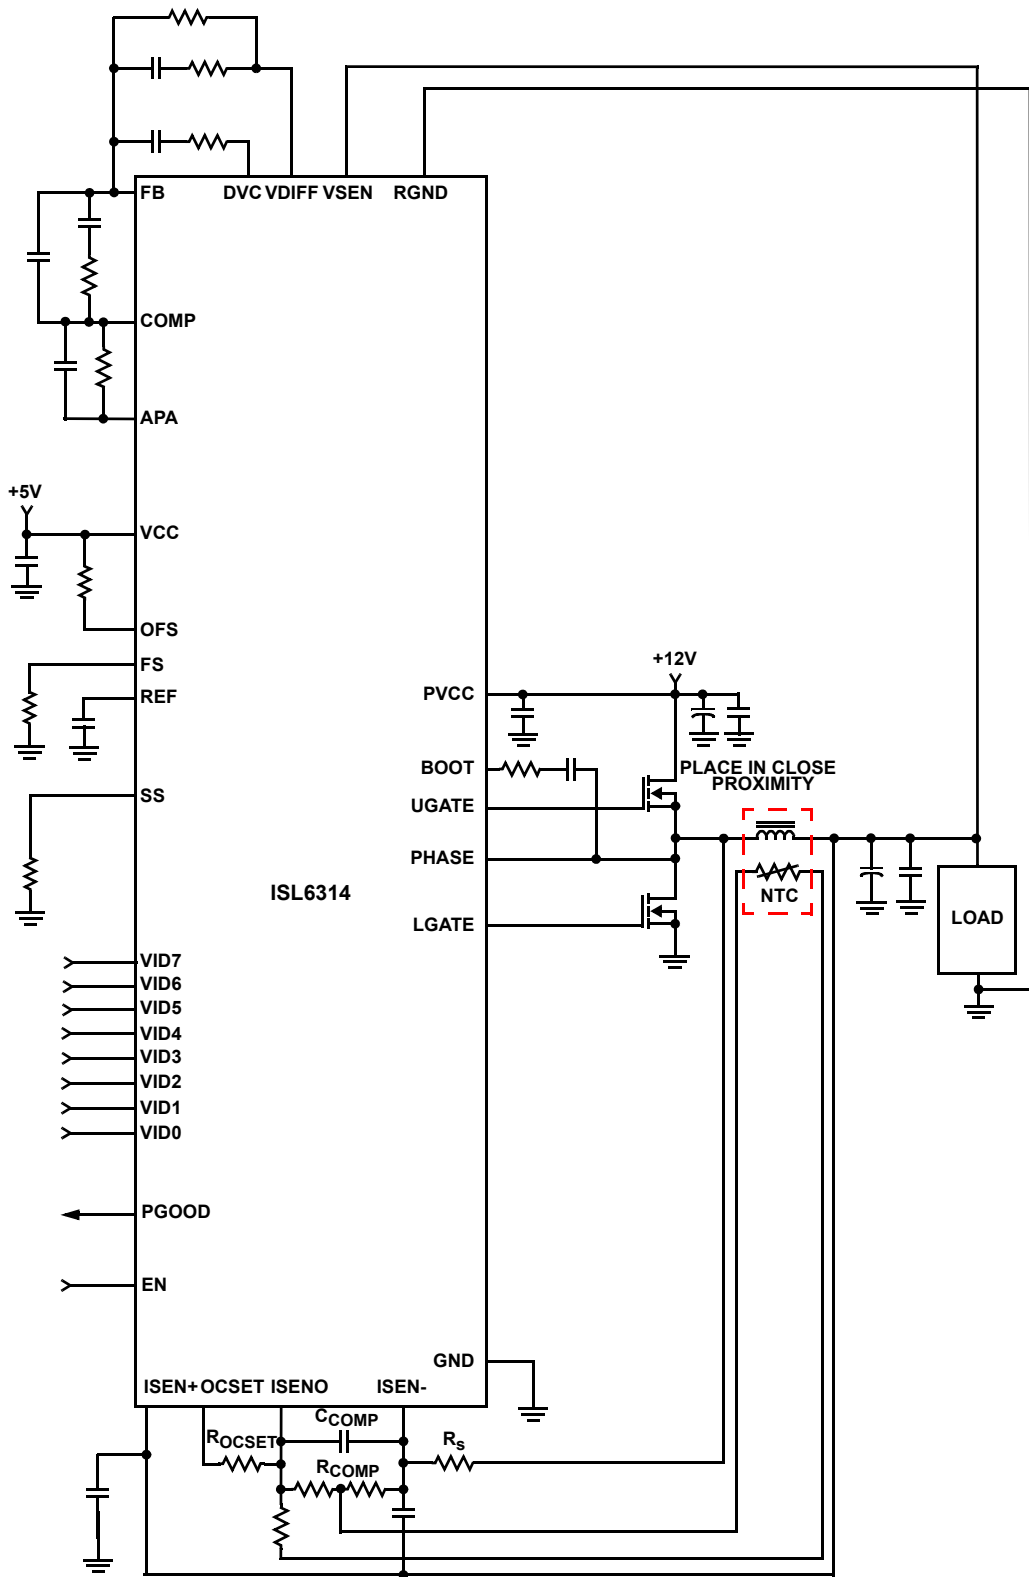 FB
DVC VDIFF VSEN
RGND
COMP
APA
+5V
VCC
OFS
FS
REF
SS
+12V
PVCC
BOOT
PLACE IN CLOSE
PROXIMITY
UGATE
PHASE
ISL6314
NTC
LGATE
LOAD
VID7
VID6
VID5
VID4
VID3
VID2
VID1
VID0
PGOOD
EN
GND
ISEN+ OCSET ISENO
ISEN-
CCOMP
ROCSET
RS
RCOMP